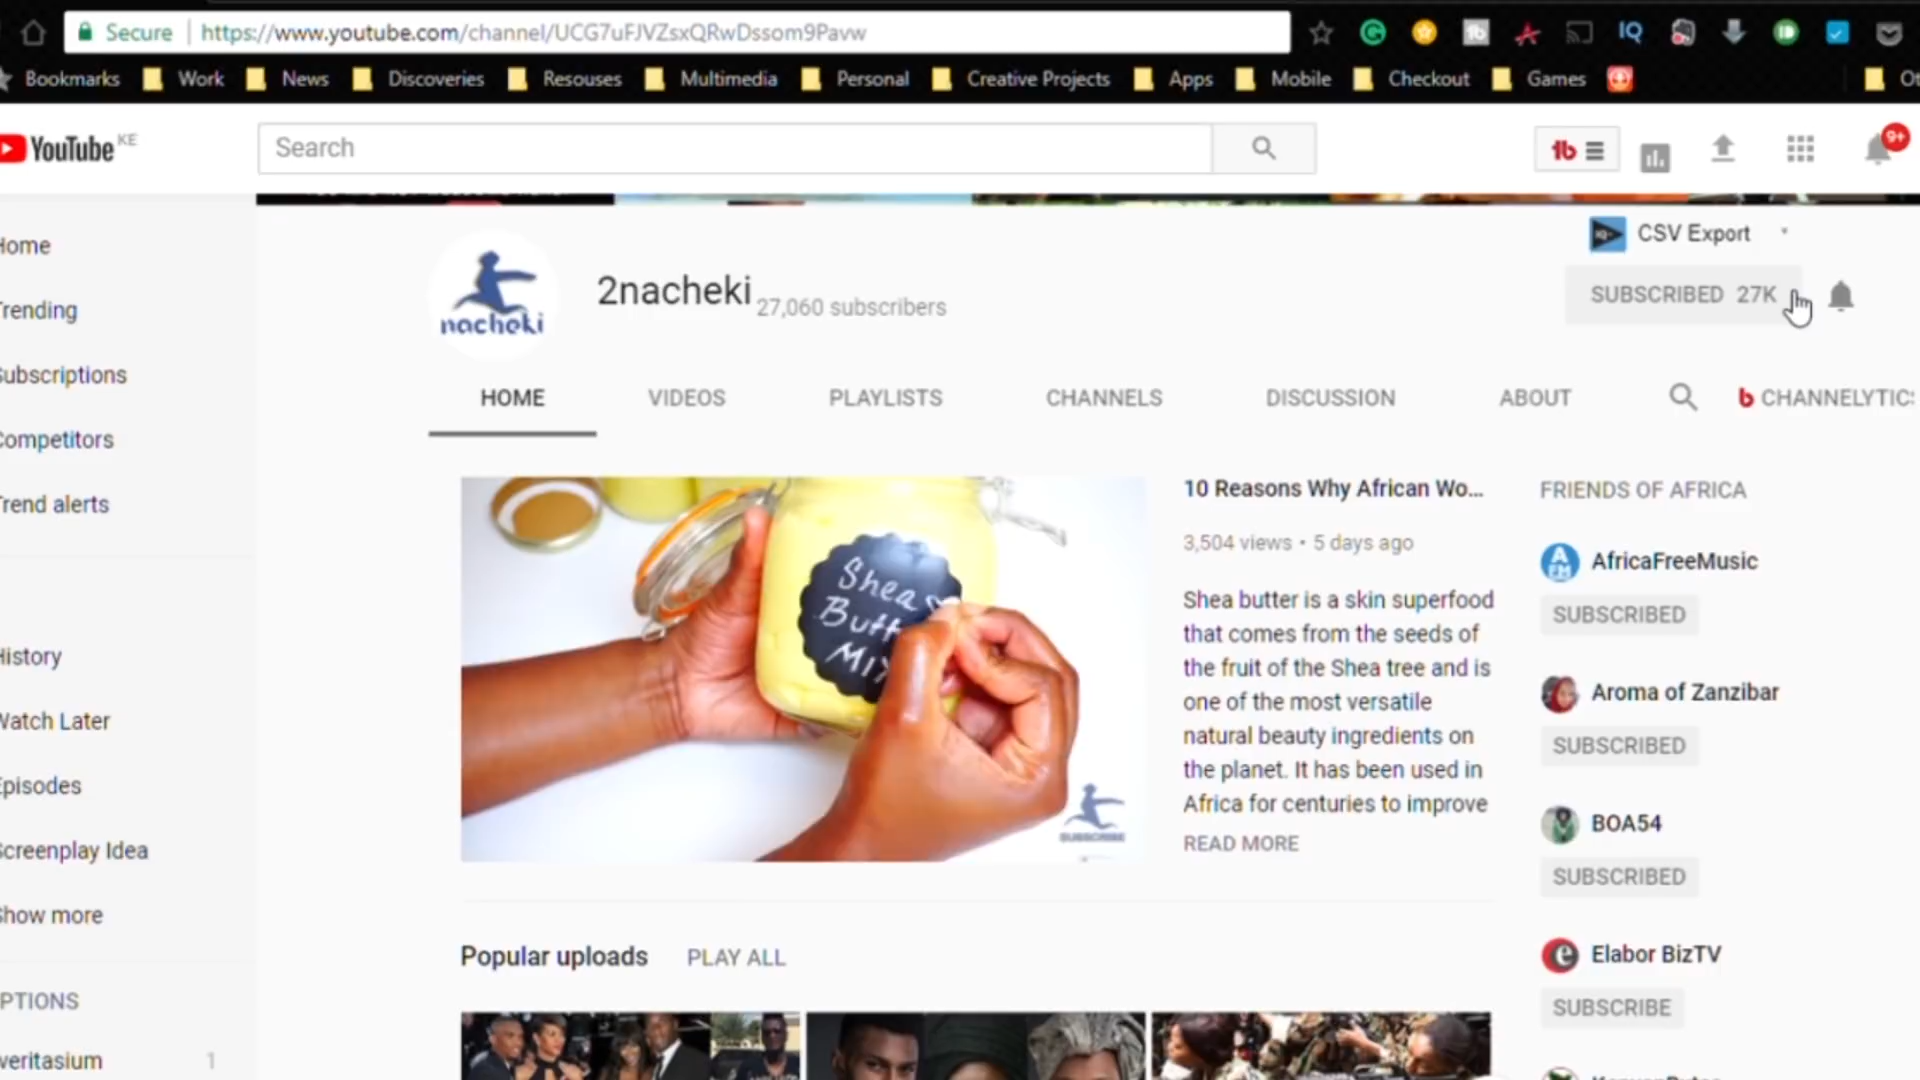 Secure https://www.youtube.com/channel/UCG7uFJVZsxQRwDssom9Pavw
Bookmarks Work News Discoveries Resouses Multimedia Personal Creative Projects Apps Mobile Checkout Games
YouTube KE
Search
9+
CSV Export
nacheki
2nacheki 27,060 subscribers
SUBSCRIBED 27K
HOME VIDEOS PLAYLISTS CHANNELS DISCUSSION ABOUT CHANNELYTICS
Home
Trending
Subscriptions
Competitors
Trend alerts
History
Watch Later
Episodes
Screenplay Idea
Show more
PTIONS
veritasium 1
Shea
Butt
Mix
SUBSCRIBE
10 Reasons Why African Wo...
3,504 views • 5 days ago
Shea butter is a skin superfood
that comes from the seeds of
the fruit of the Shea tree and is
one of the most versatile
natural beauty ingredients on
the planet. It has been used in
Africa for centuries to improve
READ MORE
FRIENDS OF AFRICA
AfricaFreeMusic
SUBSCRIBED
Aroma of Zanzibar
SUBSCRIBED
BOA54
SUBSCRIBED
Elabor BizTV
SUBSCRIBE
Popular uploads PLAY ALL